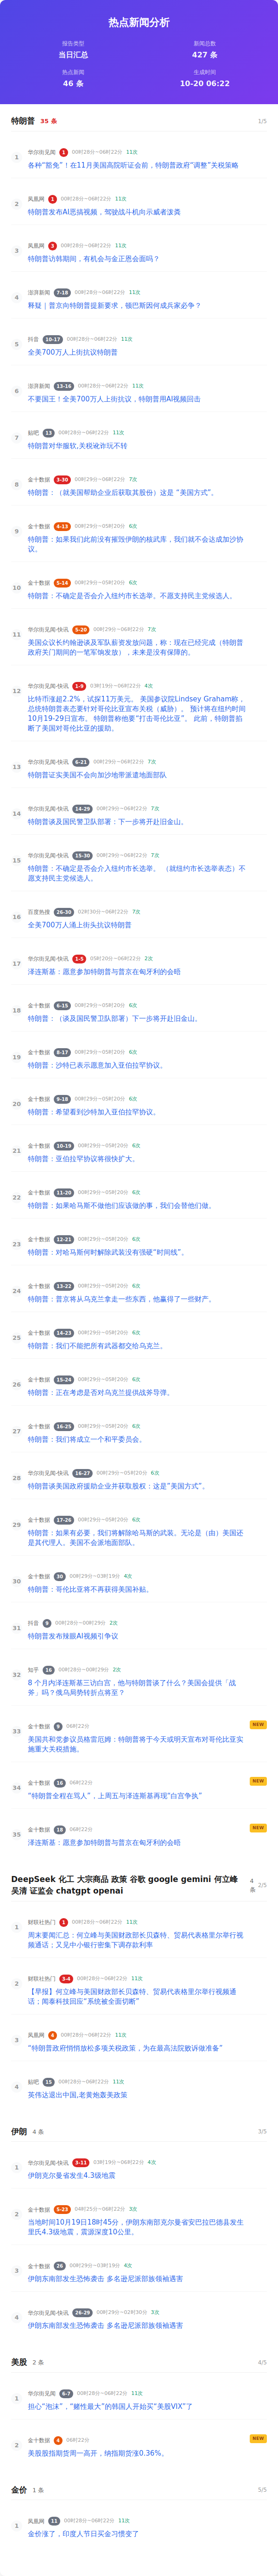 热点新闻分析
报告类型
当日汇总
新闻总数
427 条
热点新闻
46 条
生成时间
10-20 06:22
特朗普 35 条 1/5
1
华尔街见闻 1 00时28分~06时22分 11次
各种“豁免”！在11月美国高院听证会前，特朗普政府“调整”关税策略
2
凤凰网 1 00时28分~06时22分 11次
特朗普发布AI恶搞视频，驾驶战斗机向示威者泼粪
3
凤凰网 3 00时28分~06时22分 11次
特朗普访韩期间，有机会与金正恩会面吗？
4
澎湃新闻 7-18 00时28分~06时22分 11次
释疑｜普京向特朗普提新要求，顿巴斯因何成兵家必争？
5
抖音 10-17 00时28分~06时22分 11次
全美700万人上街抗议特朗普
6
澎湃新闻 13-16 00时28分~06时22分 11次
不要国王！全美700万人上街抗议，特朗普用AI视频回击
7
贴吧 13 00时28分~06时22分 11次
特朗普对华服软,关税讹诈玩不转
8
金十数据 3-30 00时29分~06时22分 7次
特朗普：（就美国帮助企业后获取其股份）这是 “美国方式”。
9
金十数据 4-13 00时29分~05时20分 6次
特朗普：如果我们此前没有摧毁伊朗的核武库，我们就不会达成加沙协
议。
10
金十数据 5-14 00时29分~05时20分 6次
特朗普：不确定是否会介入纽约市长选举。不愿支持民主党候选人。
11
华尔街见闻-快讯 5-20 00时29分~06时22分 7次
美国众议长约翰逊谈及军队薪资发放问题，称：现在已经完成（特朗普
政府关门期间的一笔军饷发放），未来是没有保障的。
12
华尔街见闻-快讯 1-9 03时19分~06时22分 4次
比特币涨超2.2%，试探11万美元。 美国参议院Lindsey Graham称，
总统特朗普表态要针对哥伦比亚宣布关税（威胁）。 预计将在纽约时间
10月19-29日宣布。 特朗普称他要“打击哥伦比亚”。 此前，特朗普掐
断了美国对哥伦比亚的援助。
13
华尔街见闻-快讯 6-21 00时29分~05时20分 6次
特朗普证实美国不会向加沙地带派遣地面部队
14
华尔街见闻-快讯 14-29 00时29分~06时22分 7次
特朗普谈及国民警卫队部署：下一步将开赴旧金山。
15
华尔街见闻-快讯 15-30 00时29分~06时22分 7次
特朗普：不确定是否会介入纽约市长选举。 （就纽约市长选举表态）不
愿支持民主党候选人。
16
百度热搜 26-30 02时30分~06时22分 7次
全美700万人涌上街头抗议特朗普
17
华尔街见闻-快讯 1-5 05时20分~06时22分 2次
泽连斯基：愿意参加特朗普与普京在匈牙利的会晤
18
金十数据 6-15 00时29分~05时20分 6次
特朗普：（谈及国民警卫队部署）下一步将开赴旧金山。
19
金十数据 8-17 00时29分~05时20分 6次
特朗普：沙特已表示愿意加入亚伯拉罕协议。
20
金十数据 9-18 00时29分~05时20分 6次
特朗普：希望看到沙特加入亚伯拉罕协议。
21
金十数据 10-19 00时29分~05时20分 6次
特朗普：亚伯拉罕协议将很快扩大。
22
金十数据 11-20 00时29分~05时20分 6次
特朗普：如果哈马斯不做他们应该做的事，我们会替他们做。
23
金十数据 12-21 00时29分~05时20分 6次
特朗普：对哈马斯何时解除武装没有强硬“时间线”。
24
金十数据 13-22 00时29分~05时20分 6次
特朗普：普京将从乌克兰拿走一些东西，他赢得了一些财产。
25
金十数据 14-23 00时29分~05时20分 6次
特朗普：我们不能把所有武器都交给乌克兰。
26
金十数据 15-24 00时29分~05时20分 6次
特朗普：正在考虑是否对乌克兰提供战斧导弹。
27
金十数据 16-25 00时29分~05时20分 6次
特朗普：我们将成立一个和平委员会。
28
华尔街见闻-快讯 16-27 00时29分~05时20分 6次
特朗普谈美国政府援助企业并获取股权：这是“美国方式”。
29
金十数据 17-26 00时29分~05时20分 6次
特朗普：如果有必要，我们将解除哈马斯的武装。无论是（由）美国还
是其代理人。美国不会派地面部队。
30
金十数据 30 00时29分~03时19分 4次
特朗普：哥伦比亚将不再获得美国补贴。
31
抖音 9 00时28分~00时29分 2次
特朗普发布辣眼AI视频引争议
32
知乎 16 00时28分~00时29分 2次
8 个月内泽连斯基三访白宫，他与特朗普谈了什么？美国会提供「战
斧」吗？俄乌局势转折点将至？
33
金十数据 9 06时22分 NEW
美国共和党参议员格雷厄姆：特朗普将于今天或明天宣布对哥伦比亚实
施重大关税措施。
34
金十数据 16 06时22分 NEW
“特朗普全程在骂人”，上周五与泽连斯基再现“白宫争执”
35
金十数据 18 06时22分 NEW
泽连斯基：愿意参加特朗普与普京在匈牙利的会晤
DeepSeek 化工 大宗商品 政策 谷歌 google gemini 何立峰
吴清 证监会 chatgpt openai 4 条 2/5
1
财联社热门 1 00时28分~06时22分 11次
周末要闻汇总：何立峰与美国财政部长贝森特、贸易代表格里尔举行视
频通话；又见中小银行密集下调存款利率
2
财联社热门 3-4 00时28分~06时22分 11次
【早报】何立峰与美国财政部长贝森特、贸易代表格里尔举行视频通
话；闻泰科技回应“系统被全面切断”
3
凤凰网 4 00时28分~06时22分 11次
“特朗普政府悄悄放松多项关税政策，为在最高法院败诉做准备”
4
贴吧 15 00时28分~06时22分 11次
英伟达退出中国,老黄炮轰美政策
伊朗 4 条 3/5
1
华尔街见闻-快讯 3-11 03时19分~06时22分 4次
伊朗克尔曼省发生4.3级地震
2
金十数据 5-23 04时25分~06时22分 3次
当地时间10月19日18时45分，伊朗东南部克尔曼省安巴拉巴德县发生
里氏4.3级地震，震源深度10公里。
3
金十数据 26 00时29分~03时19分 4次
伊朗东南部发生恐怖袭击 多名逊尼派部族领袖遇害
4
华尔街见闻-快讯 26-29 00时29分~02时30分 3次
伊朗东南部发生恐怖袭击 多名逊尼派部族领袖遇害
美股 2 条 4/5
1
华尔街见闻 6-7 00时28分~06时22分 11次
担心“泡沫”，“赌性最大”的韩国人开始买“美股VIX”了
2
金十数据 4 06时22分 NEW
美股股指期货周一高开，纳指期货涨0.36%。
金价 1 条 5/5
1
凤凰网 11 00时28分~06时22分 11次
金价涨了，印度人节日买金习惯变了